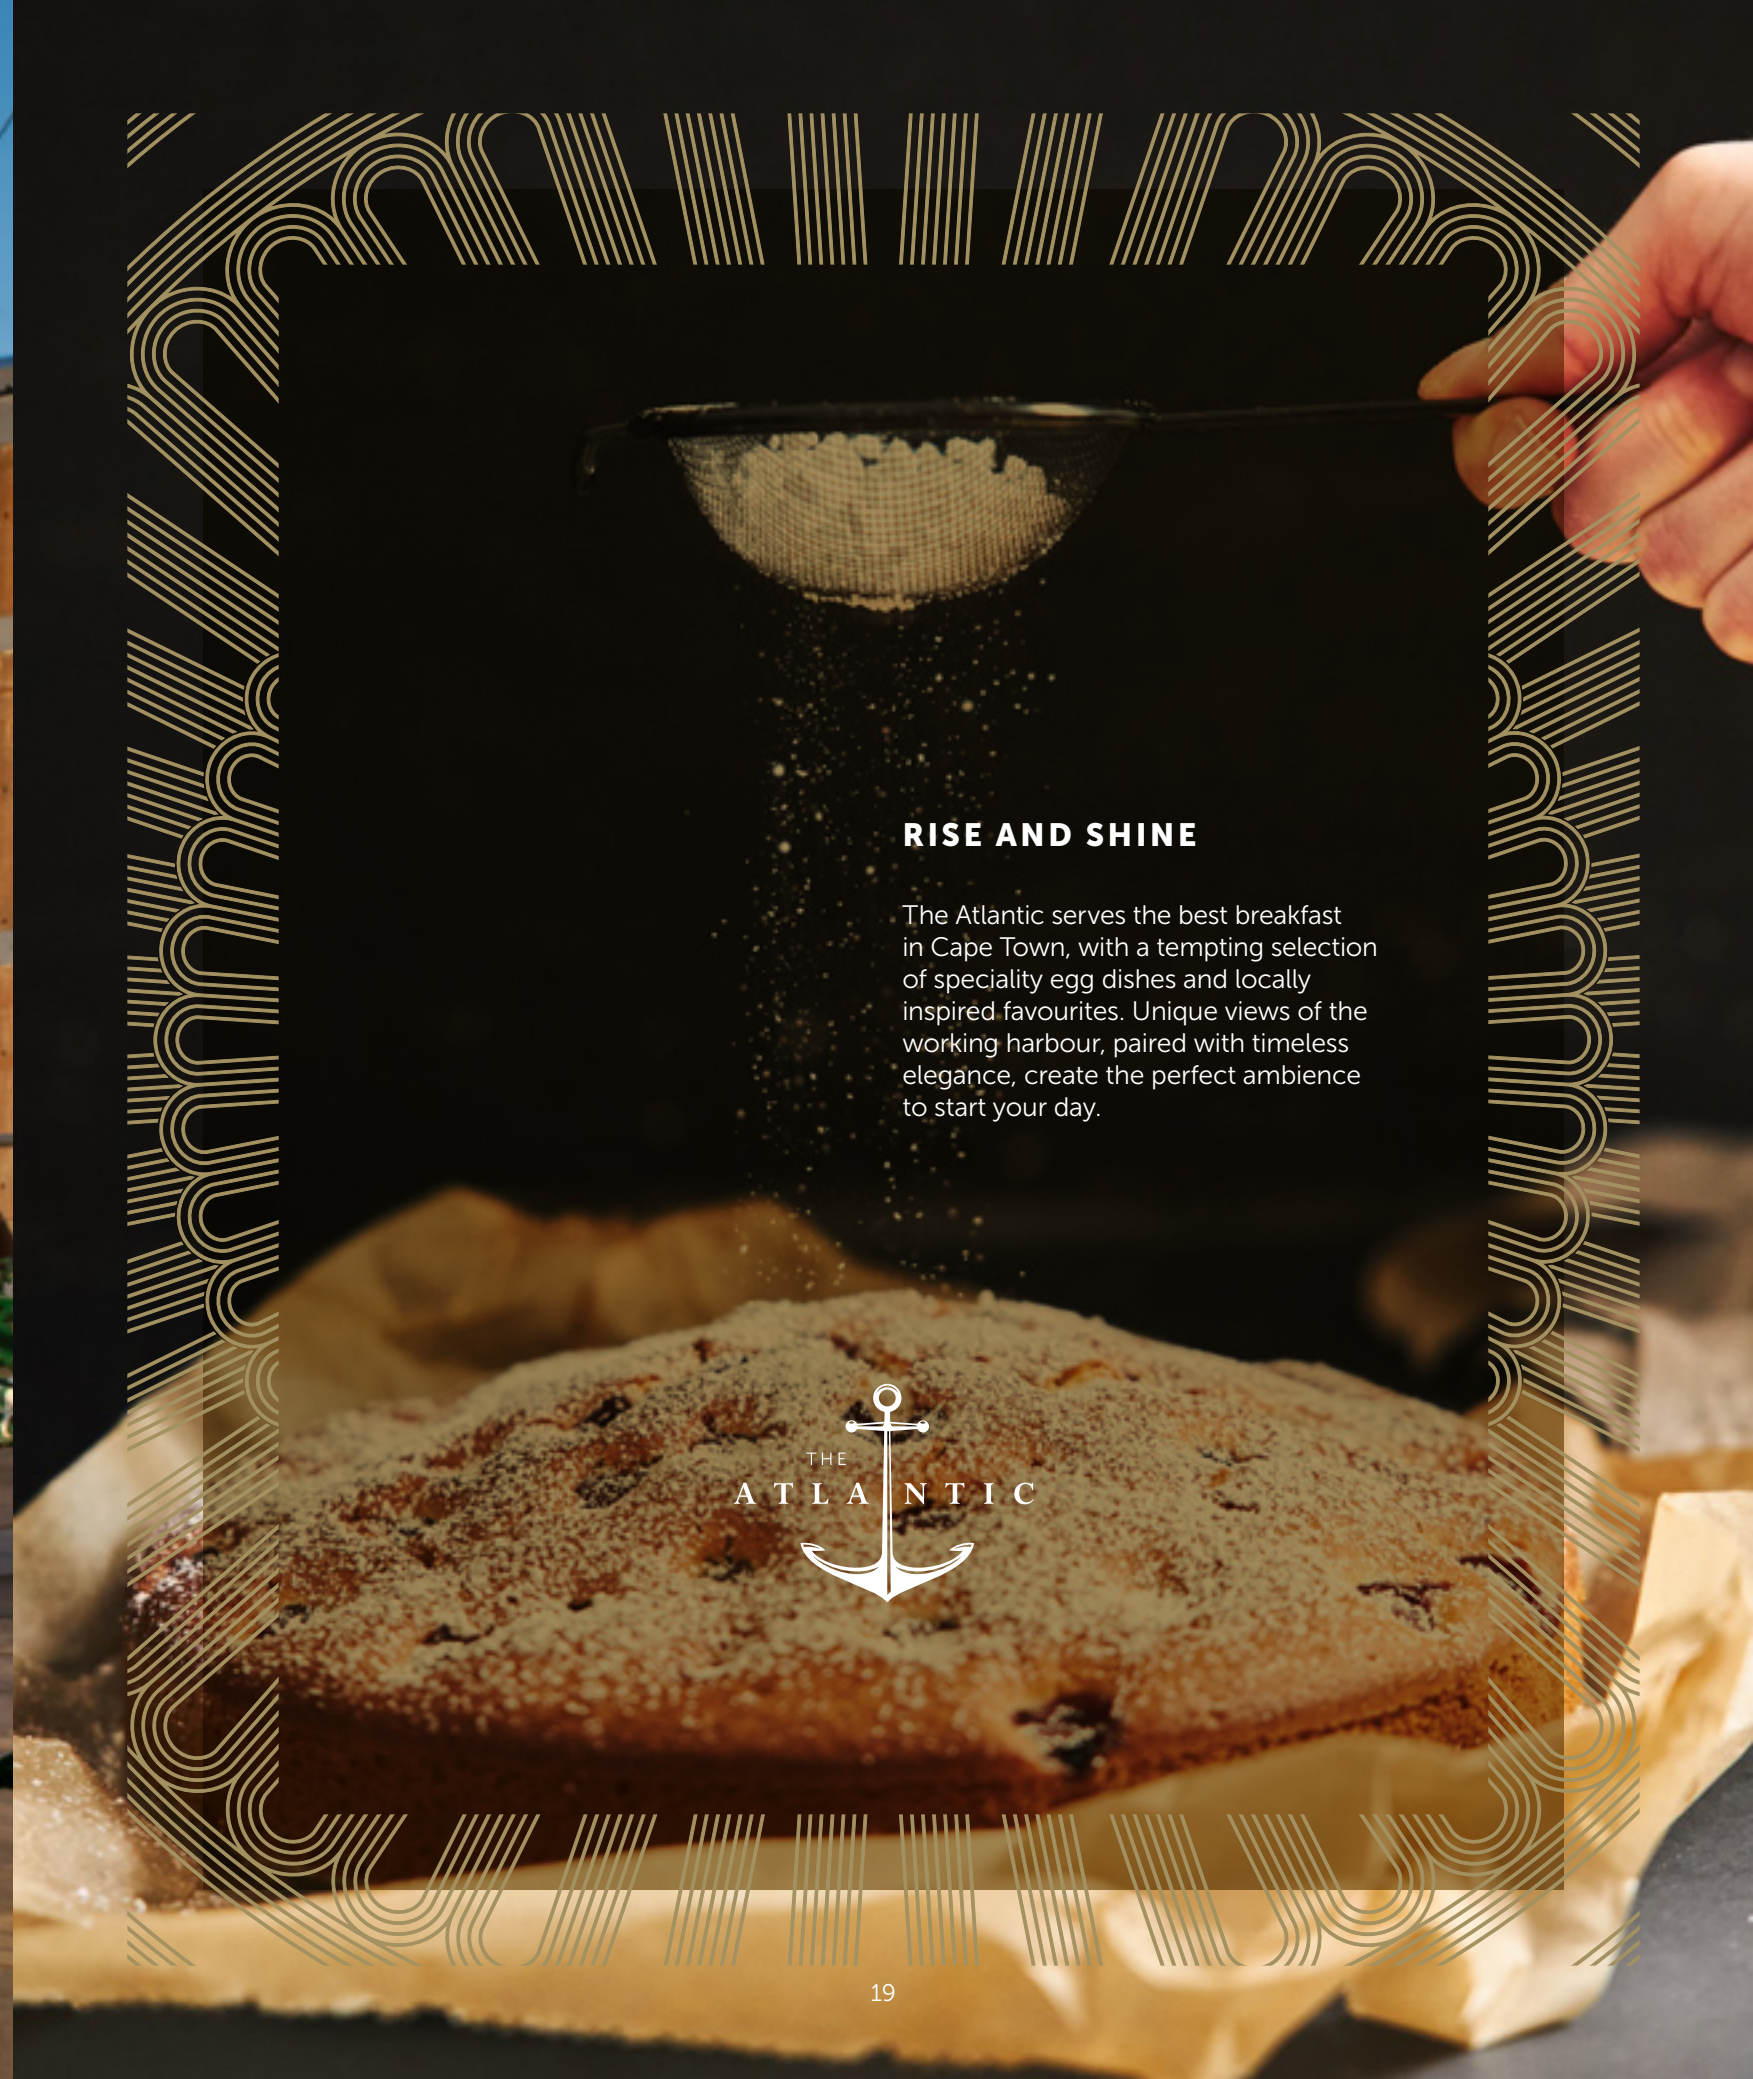 RISE AND SHINE
The Atlantic serves the best breakfast
in Cape Town, with a tempting selection
of speciality egg dishes and locally
inspired favourites. Unique views of the
working harbour, paired with timeless
elegance, create the perfect ambience
to start your day.
THE
ATLANTIC
19